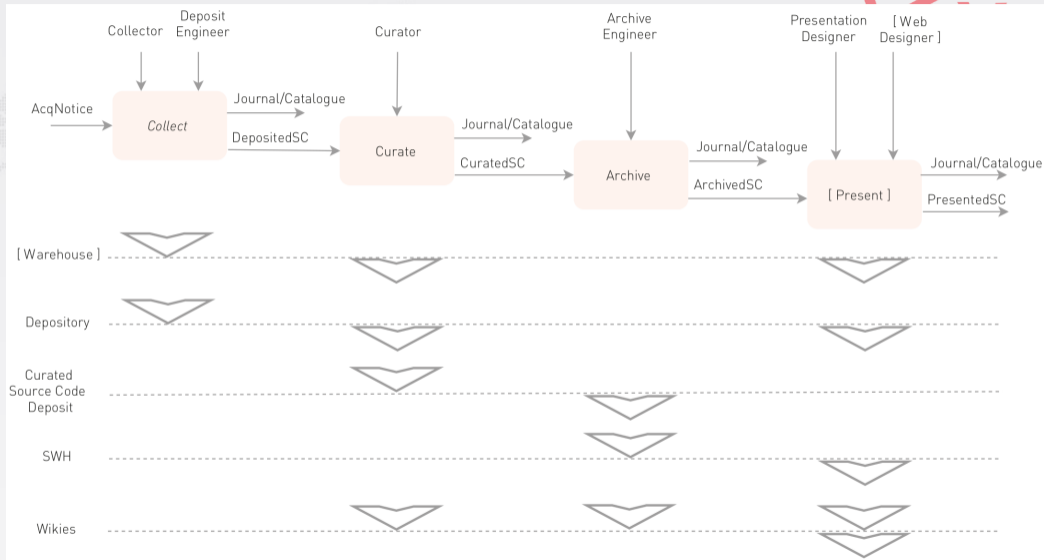 Collector
Deposit
Engineer
Curator
Archive
Engineer
Presentation
Designer
[ Web
Designer ]
AcqNotice
Collect
Journal/Catalogue
DepositedSC
Curate
Journal/Catalogue
CuratedSC
Archive
Journal/Catalogue
ArchivedSC
[ Present ]
Journal/Catalogue
PresentedSC
[ Warehouse ]
Depository
Curated
Source Code
Deposit
SWH
Wikies